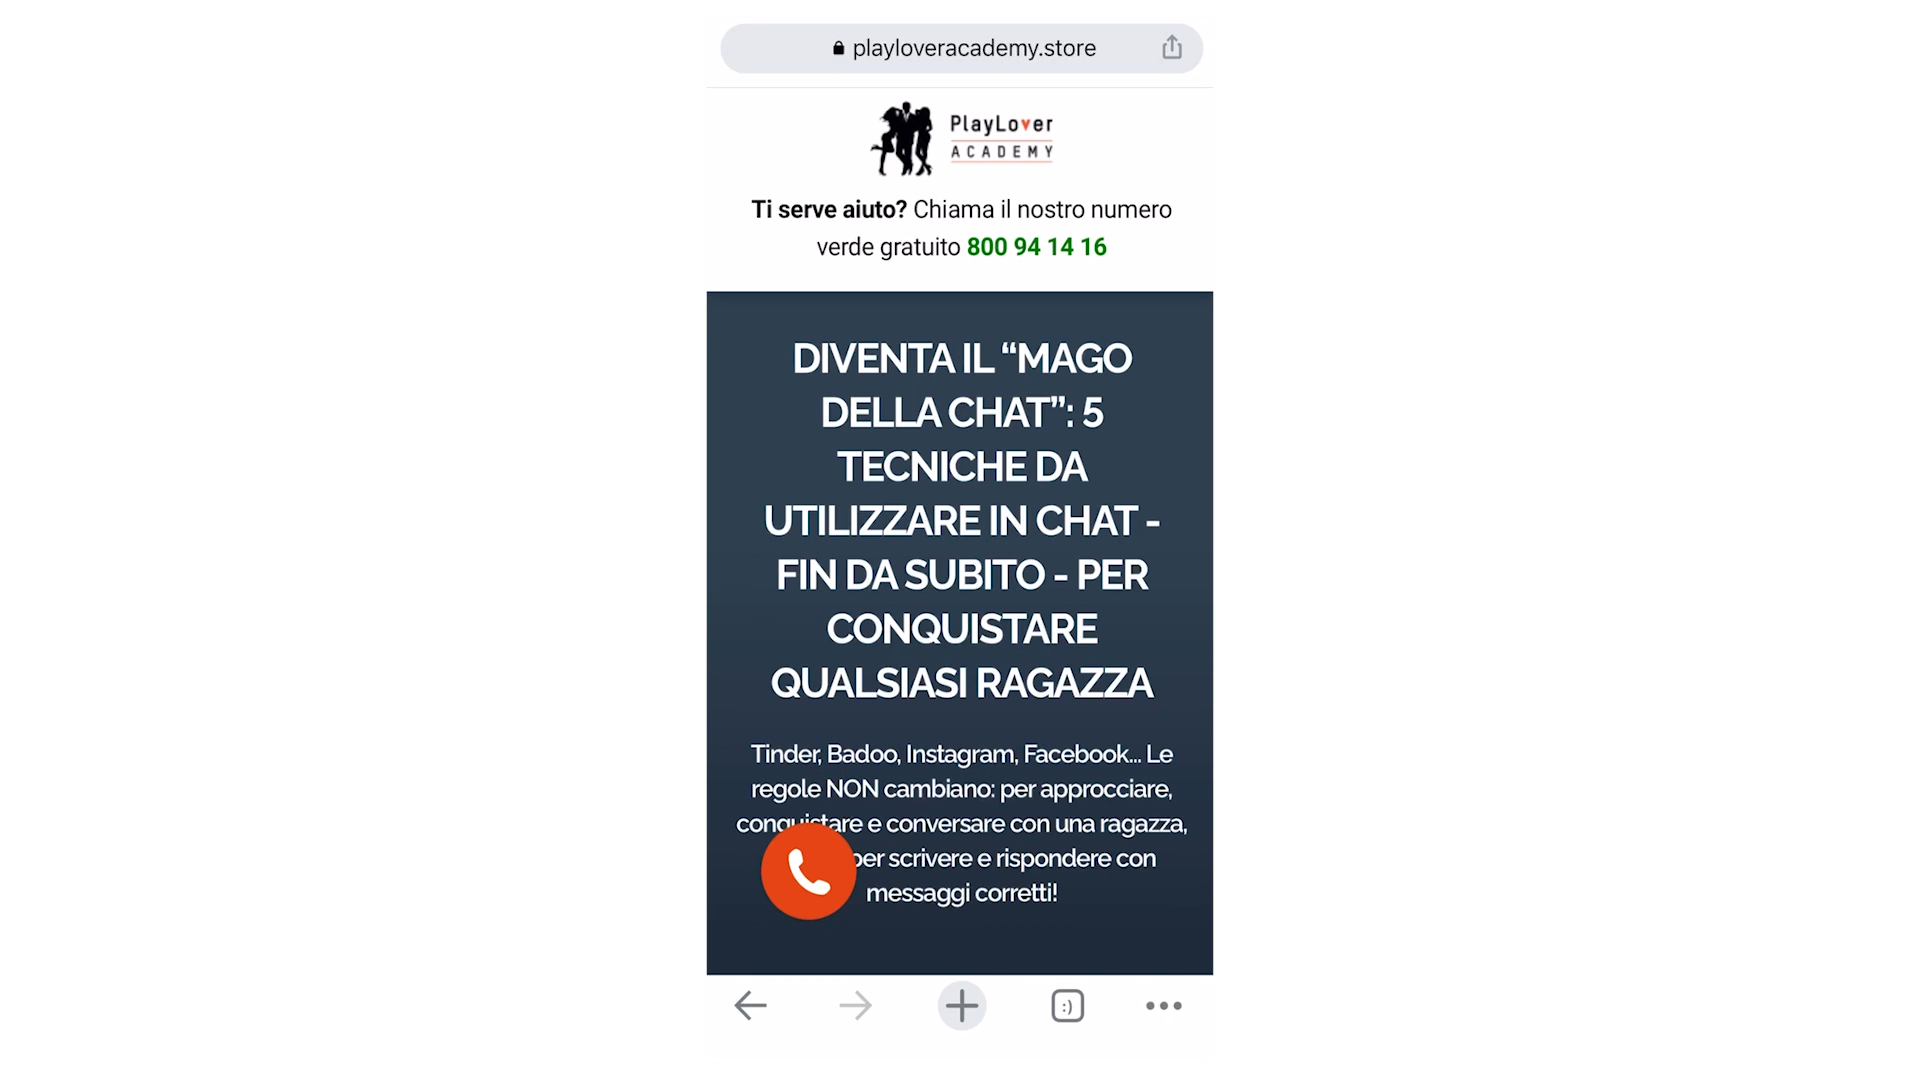 playloveracademy.store
PlayLover
ACADEMY
Ti serve aiuto? Chiama il nostro numero
verde gratuito 800 94 14 16
DIVENTA IL “MAGO
DELLA CHAT”: 5
TECNICHE DA
UTILIZZARE IN CHAT -
FIN DA SUBITO - PER
CONQUISTARE
QUALSIASI RAGAZZA
Tinder, Badoo, Instagram, Facebook... Le
regole NON cambiano: per approcciare,
conquistare e conversare con una ragazza,
per scrivere e rispondere con
messaggi corretti!
:)